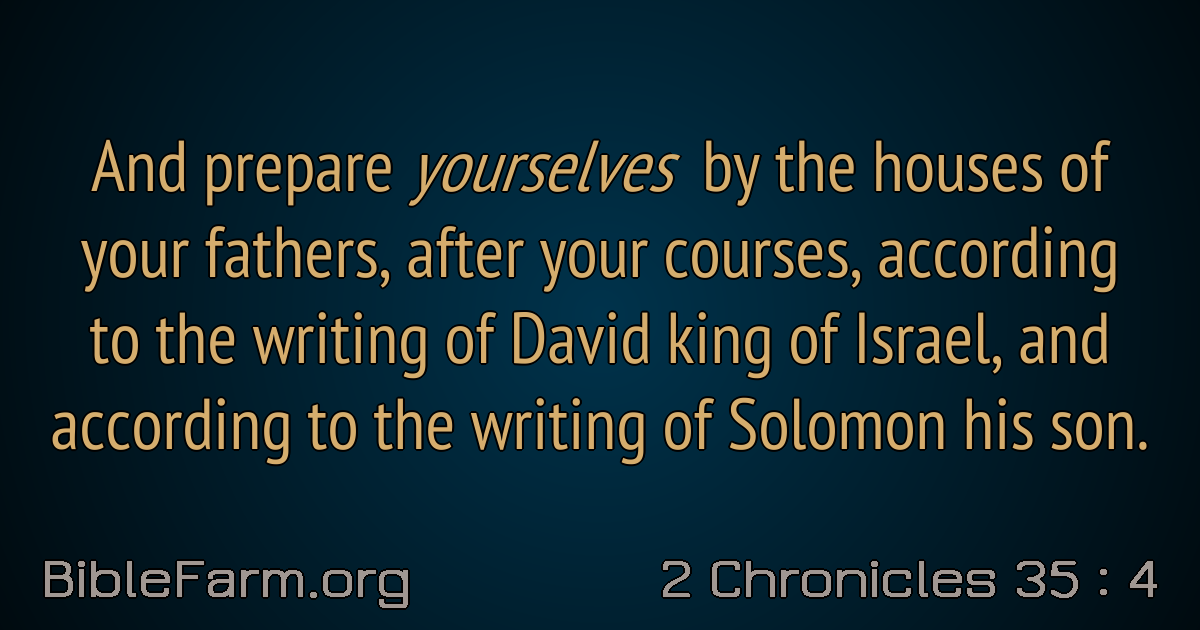 And prepare yourselves by the houses of
your fathers, after your courses, according
to the writing of David king of Israel, and
according to the writing of Solomon his son.
BibleFarm.org
2 Chronicles 35 : 4